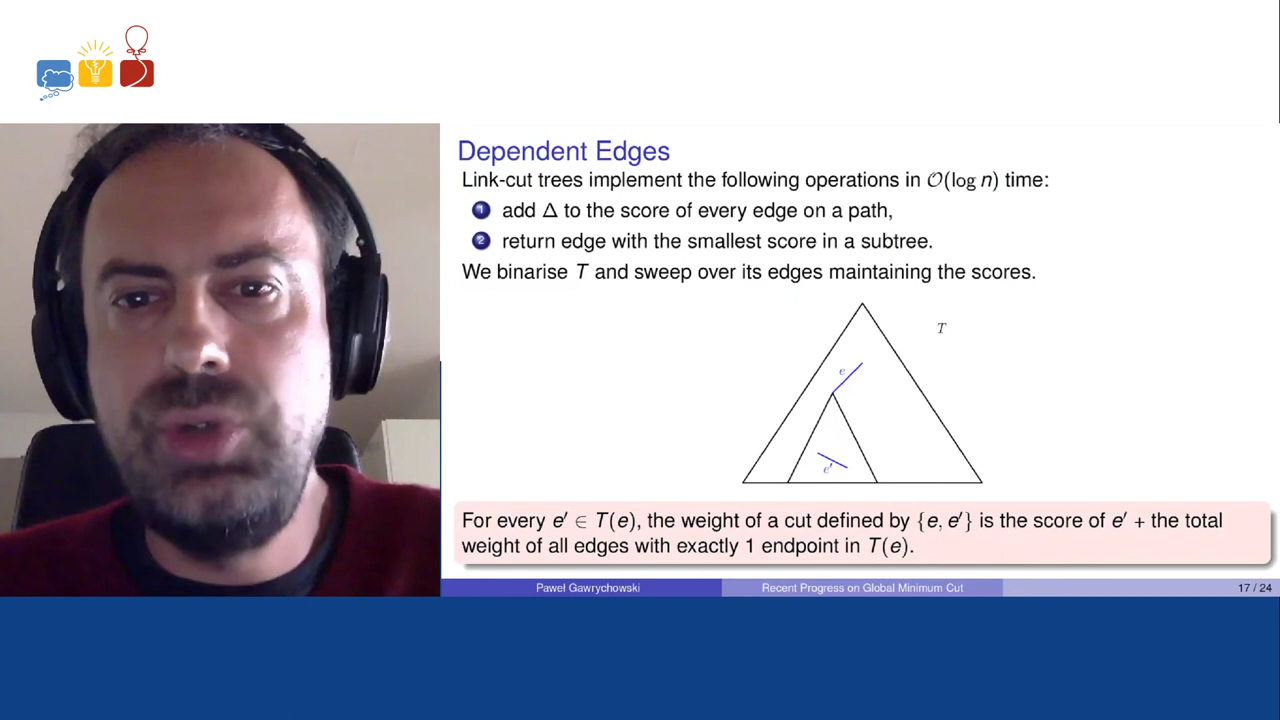 Dependent Edges
Link-cut trees implement the following operations in O(log n) time:
1 add Δ to the score of every edge on a path,
2 return edge with the smallest score in a subtree.
We binarise T and sweep over its edges maintaining the scores.
T
e
e′
For every e′ ∈ T(e), the weight of a cut defined by {e, e′} is the score of e′ + the total
weight of all edges with exactly 1 endpoint in T(e).
Paweł Gawrychowski Recent Progress on Global Minimum Cut 17 / 24